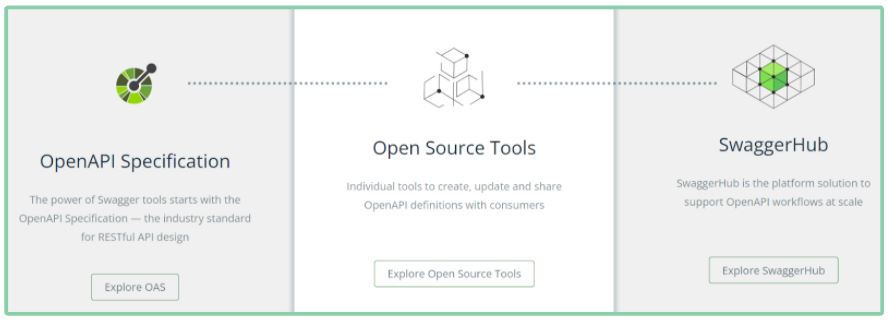 OpenAPI Specification
The power of Swagger tools starts with the
OpenAPI Specification — the industry standard
for RESTful API design
Explore OAS
Open Source Tools
Individual tools to create, update and share
OpenAPI definitions with consumers
Explore Open Source Tools
SwaggerHub
SwaggerHub is the platform solution to
support OpenAPI workflows at scale
Explore SwaggerHub